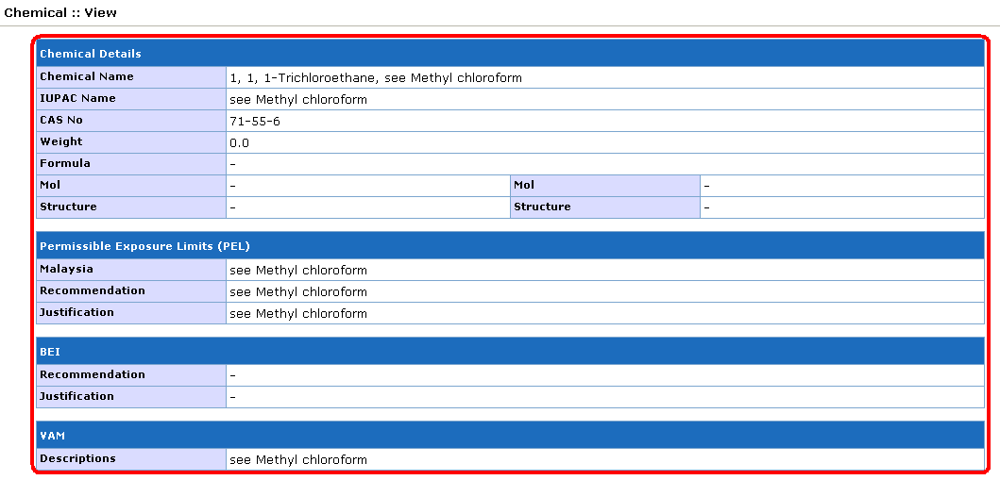 Chemical :: View
Chemical Details
Chemical Name 1, 1, 1-Trichloroethane, see Methyl chloroform
IUPAC Name see Methyl chloroform
CAS No 71-55-6
Weight 0.0
Formula -
Mol - Mol -
Structure - Structure -
Permissible Exposure Limits (PEL)
Malaysia see Methyl chloroform
Recommendation see Methyl chloroform
Justification see Methyl chloroform
BEI
Recommendation -
Justification -
VAM
Descriptions see Methyl chloroform